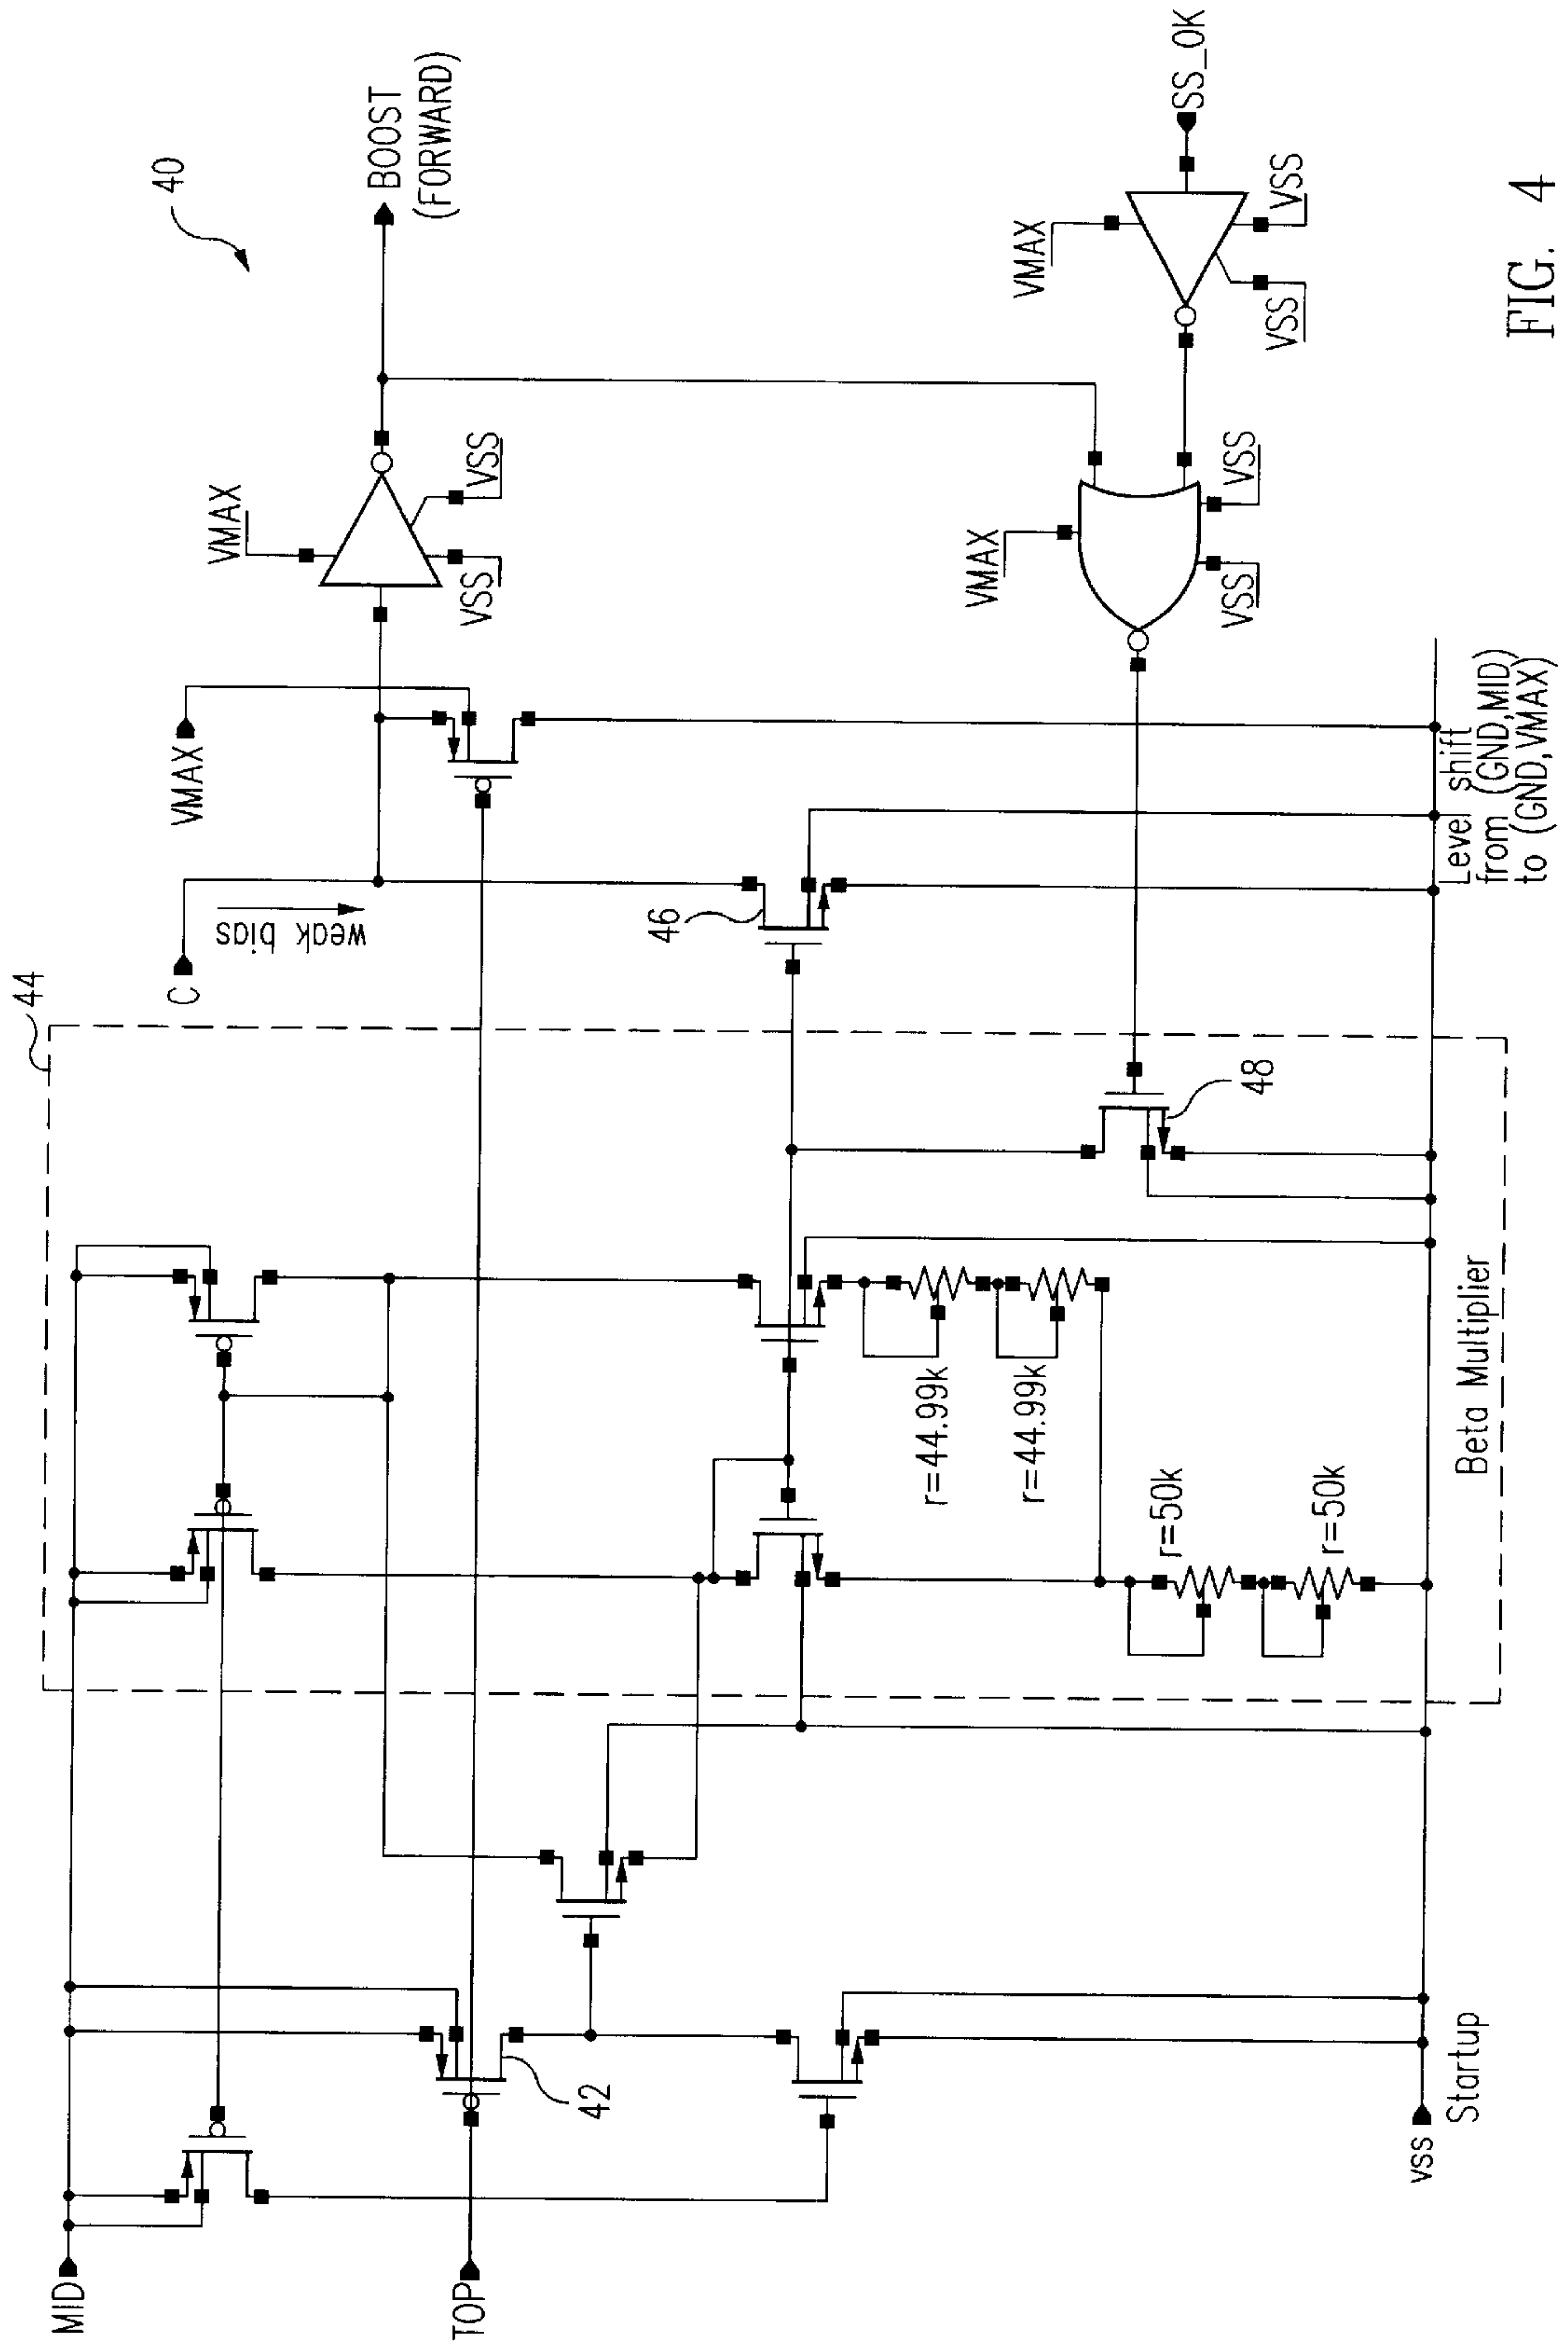 40
44
MID
C
VMAX
weak bias
VMAX
BOOST
(FORWARD)
VSS
VSS
TOP
42
46
r=44.99k
r=44.99k
48
VMAX
VSS
VSS
VMAX
SS_OK
VSS
VSS
r=50k
r=50k
vss
Startup
Beta Multiplier
Level shift
from (GND,MID)
to (GND,VMAX)
FIG. 4